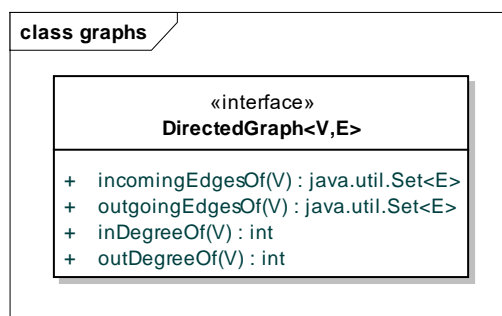 class graphs
«interface»
DirectedGraph<V,E>
+ incomingEdgesOf(V) : java.util.Set<E>
+ outgoingEdgesOf(V) : java.util.Set<E>
+ inDegreeOf(V) : int
+ outDegreeOf(V) : int